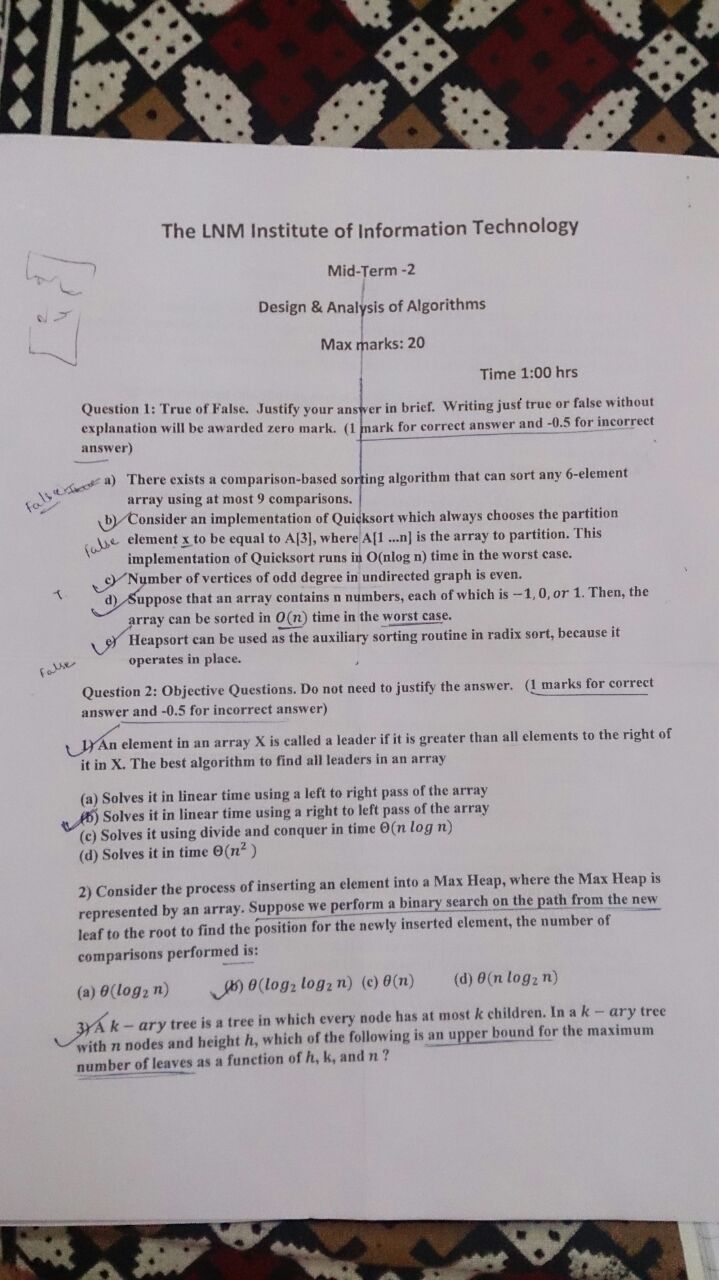 The LNM Institute of Information Technology
Mid-Term -2
Design & Analysis of Algorithms
Max marks: 20
Time 1:00 hrs
Question 1: True of False. Justify your answer in brief. Writing just true or false without
explanation will be awarded zero mark. (1 mark for correct answer and -0.5 for incorrect
answer)
False a) There exists a comparison-based sorting algorithm that can sort any 6-element
array using at most 9 comparisons.
b) Consider an implementation of Quicksort which always chooses the partition
False element x to be equal to A[3], where A[1 ...n] is the array to partition. This
implementation of Quicksort runs in O(nlog n) time in the worst case.
c) Number of vertices of odd degree in undirected graph is even.
T. d) Suppose that an array contains n numbers, each of which is −1, 0, or 1. Then, the
array can be sorted in O(n) time in the worst case.
e) Heapsort can be used as the auxiliary sorting routine in radix sort, because it
False operates in place.
Question 2: Objective Questions. Do not need to justify the answer. (1 marks for correct
answer and -0.5 for incorrect answer)
1) An element in an array X is called a leader if it is greater than all elements to the right of
it in X. The best algorithm to find all leaders in an array
(a) Solves it in linear time using a left to right pass of the array
(b) Solves it in linear time using a right to left pass of the array
(c) Solves it using divide and conquer in time Θ(n log n)
(d) Solves it in time Θ(n² )
2) Consider the process of inserting an element into a Max Heap, where the Max Heap is
represented by an array. Suppose we perform a binary search on the path from the new
leaf to the root to find the position for the newly inserted element, the number of
comparisons performed is:
(a) θ(log₂ n) (b) θ(log₂ log₂ n) (c) θ(n) (d) θ(n log₂ n)
3) A k − ary tree is a tree in which every node has at most k children. In a k − ary tree
with n nodes and height h, which of the following is an upper bound for the maximum
number of leaves as a function of h, k, and n ?